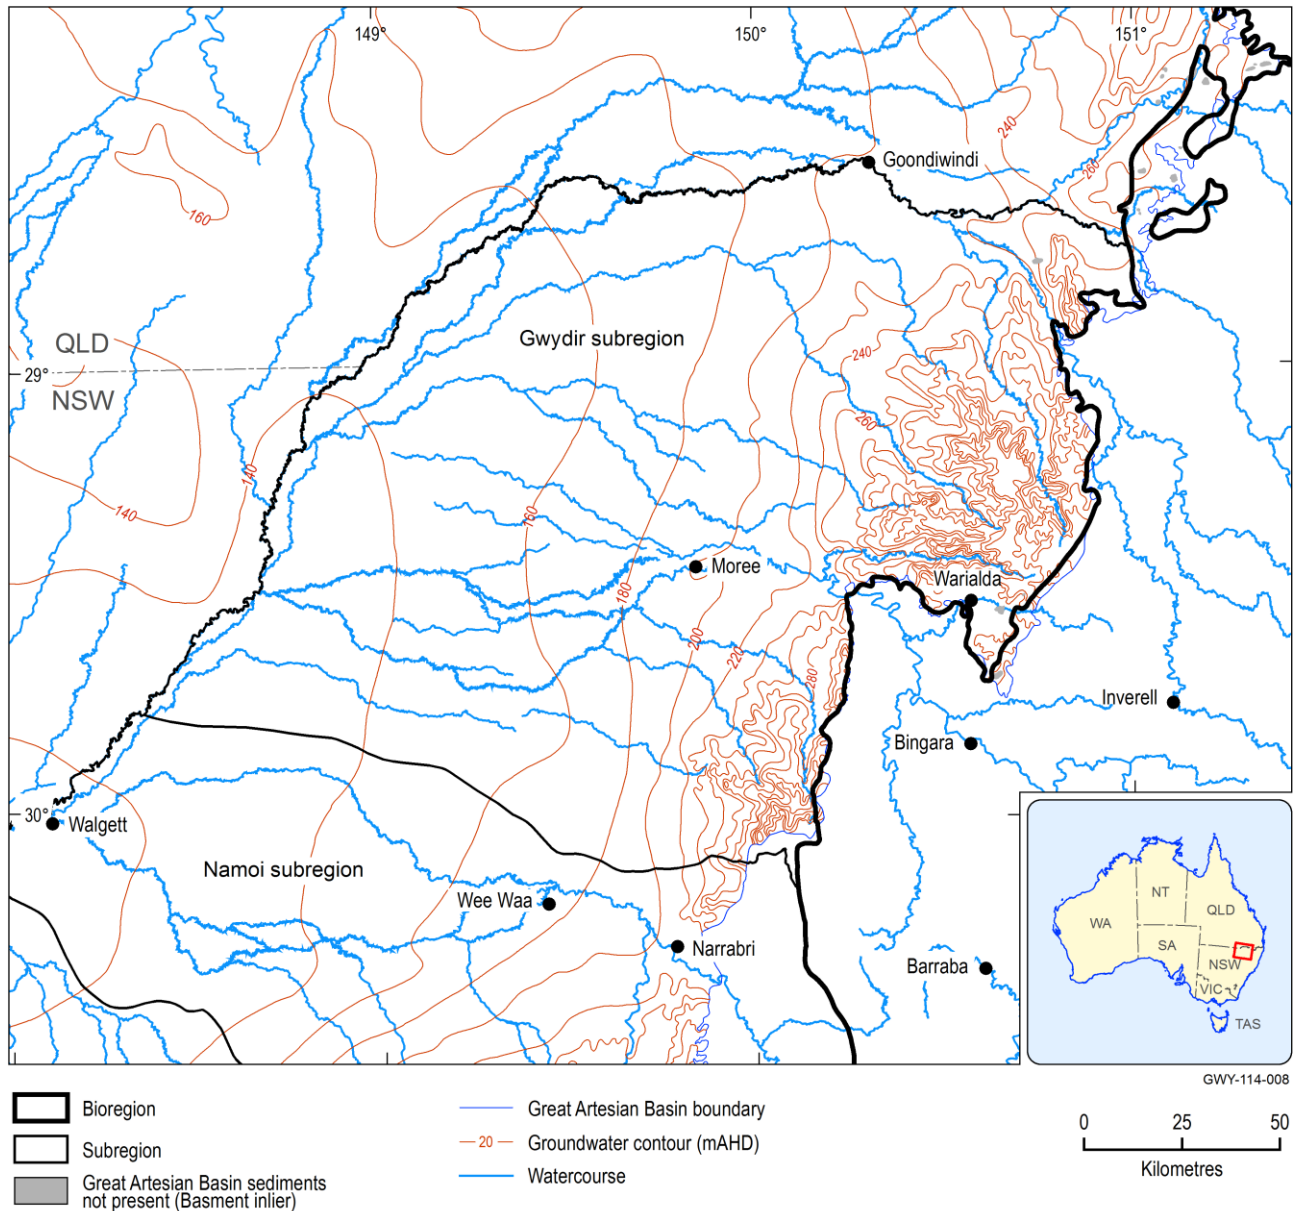 149°
150°
151°
240
Goondiwindi
260
160
Gwydir subregion
QLD
240
29°
NSW
260
140
140
160
Moree
Warialda
180
200
220
280
Inverell
Bingara
30°
Walgett
Namoi subregion
Wee Waa
Narrabri
Barraba
NT
QLD
WA
SA
NSW
VIC
TAS
GWY-114-008
Bioregion
Subregion
Great Artesian Basin sediments
not present (Basment inlier)
Great Artesian Basin boundary
20 Groundwater contour (mAHD)
Watercourse
0 25 50
Kilometres